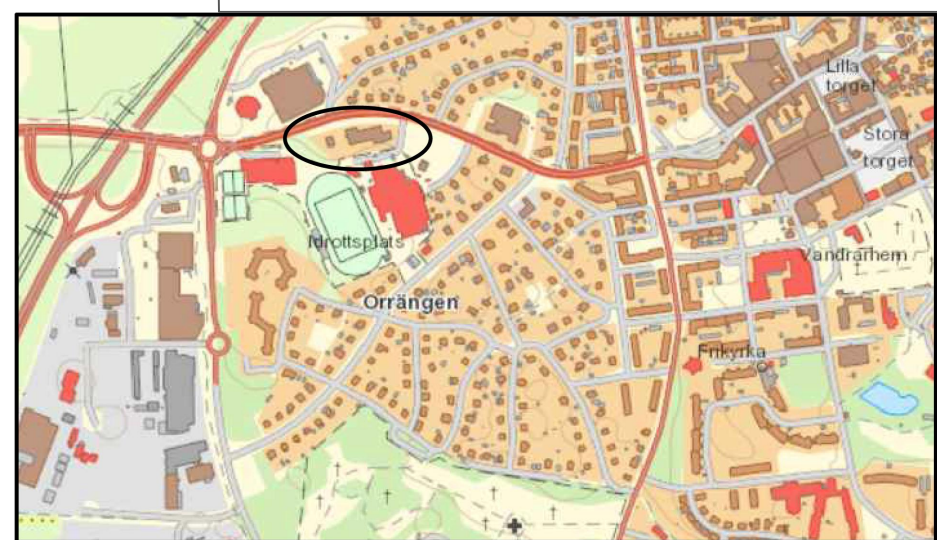 Lilla
torget
Stora
torget
Idrottsplats
Vandrarhem
Orrängen
Frikyrka